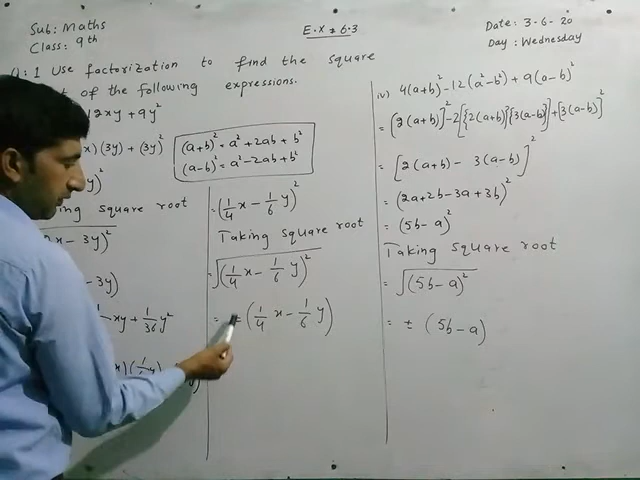 Sub: Maths
Class: 9th
E.X # 6.3
Date: 3-6-20
Day: Wednesday
Q:1 Use factorization to find the square
of the following expressions.
12xy + 9y²
x)(3y) + (3y)²
y)²
(a+b)² = a² + 2ab + b²
(a-b)² = a² - 2ab + b²
square root
2x - 3y)²
- 3y)
xy + 1/36 y²
= (1/4 x - 1/6 y)²
Taking square root
= √(1/4 x - 1/6 y)²
= ± (1/4 x - 1/6 y)
iv) 4(a+b)² - 12(a² - b²) + 9(a-b)²
= [2(a+b)]² - 2[{2(a+b)}{3(a-b)}] + [3(a-b)]²
= [2(a+b) - 3(a-b)]²
= (2a+2b-3a+3b)²
= (5b - a)²
Taking square root
= √(5b - a)²
= ± (5b - a)